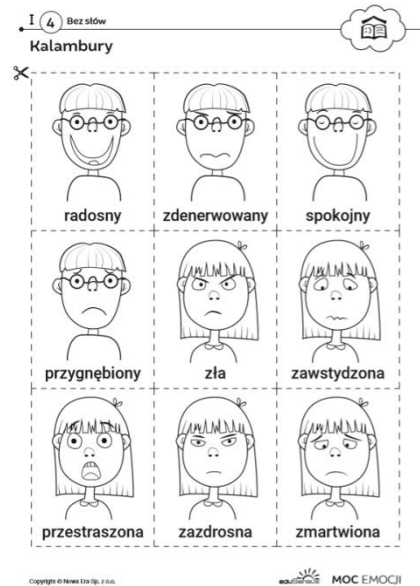 I 4 Bez słów
Kalambury
radosny zdenerwowany spokojny
przygnębiony zła zawstydzona
przestraszona zazdrosna zmartwiona
Copyright © Nowa Era Sp. z o.o. eduSensus MOC EMOCJI